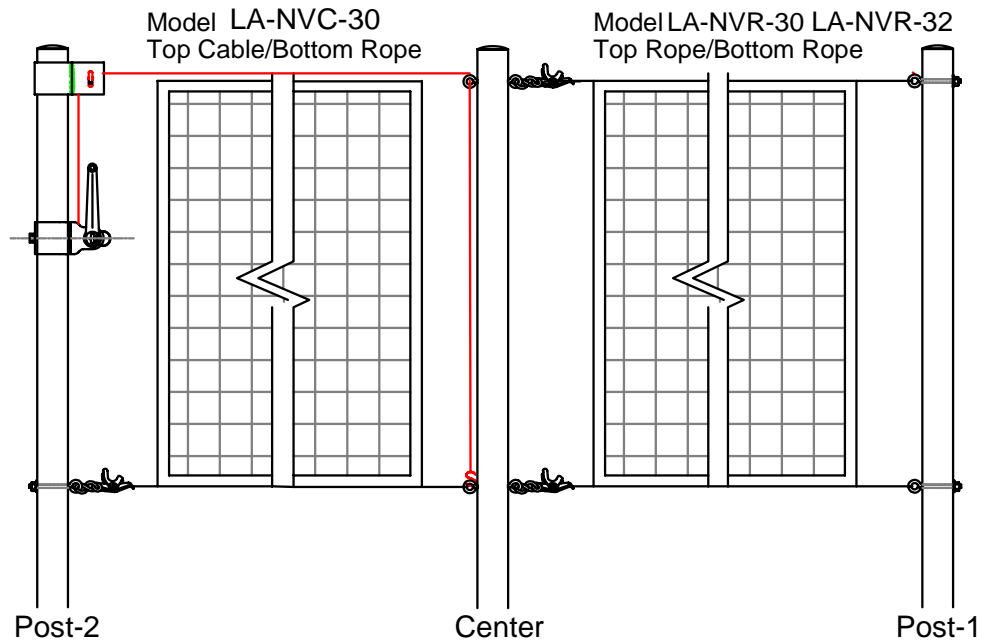 Model LA-NVC-30
Top Cable/Bottom Rope
Model LA-NVR-30 LA-NVR-32
Top Rope/Bottom Rope
Post-2
Center
Post-1